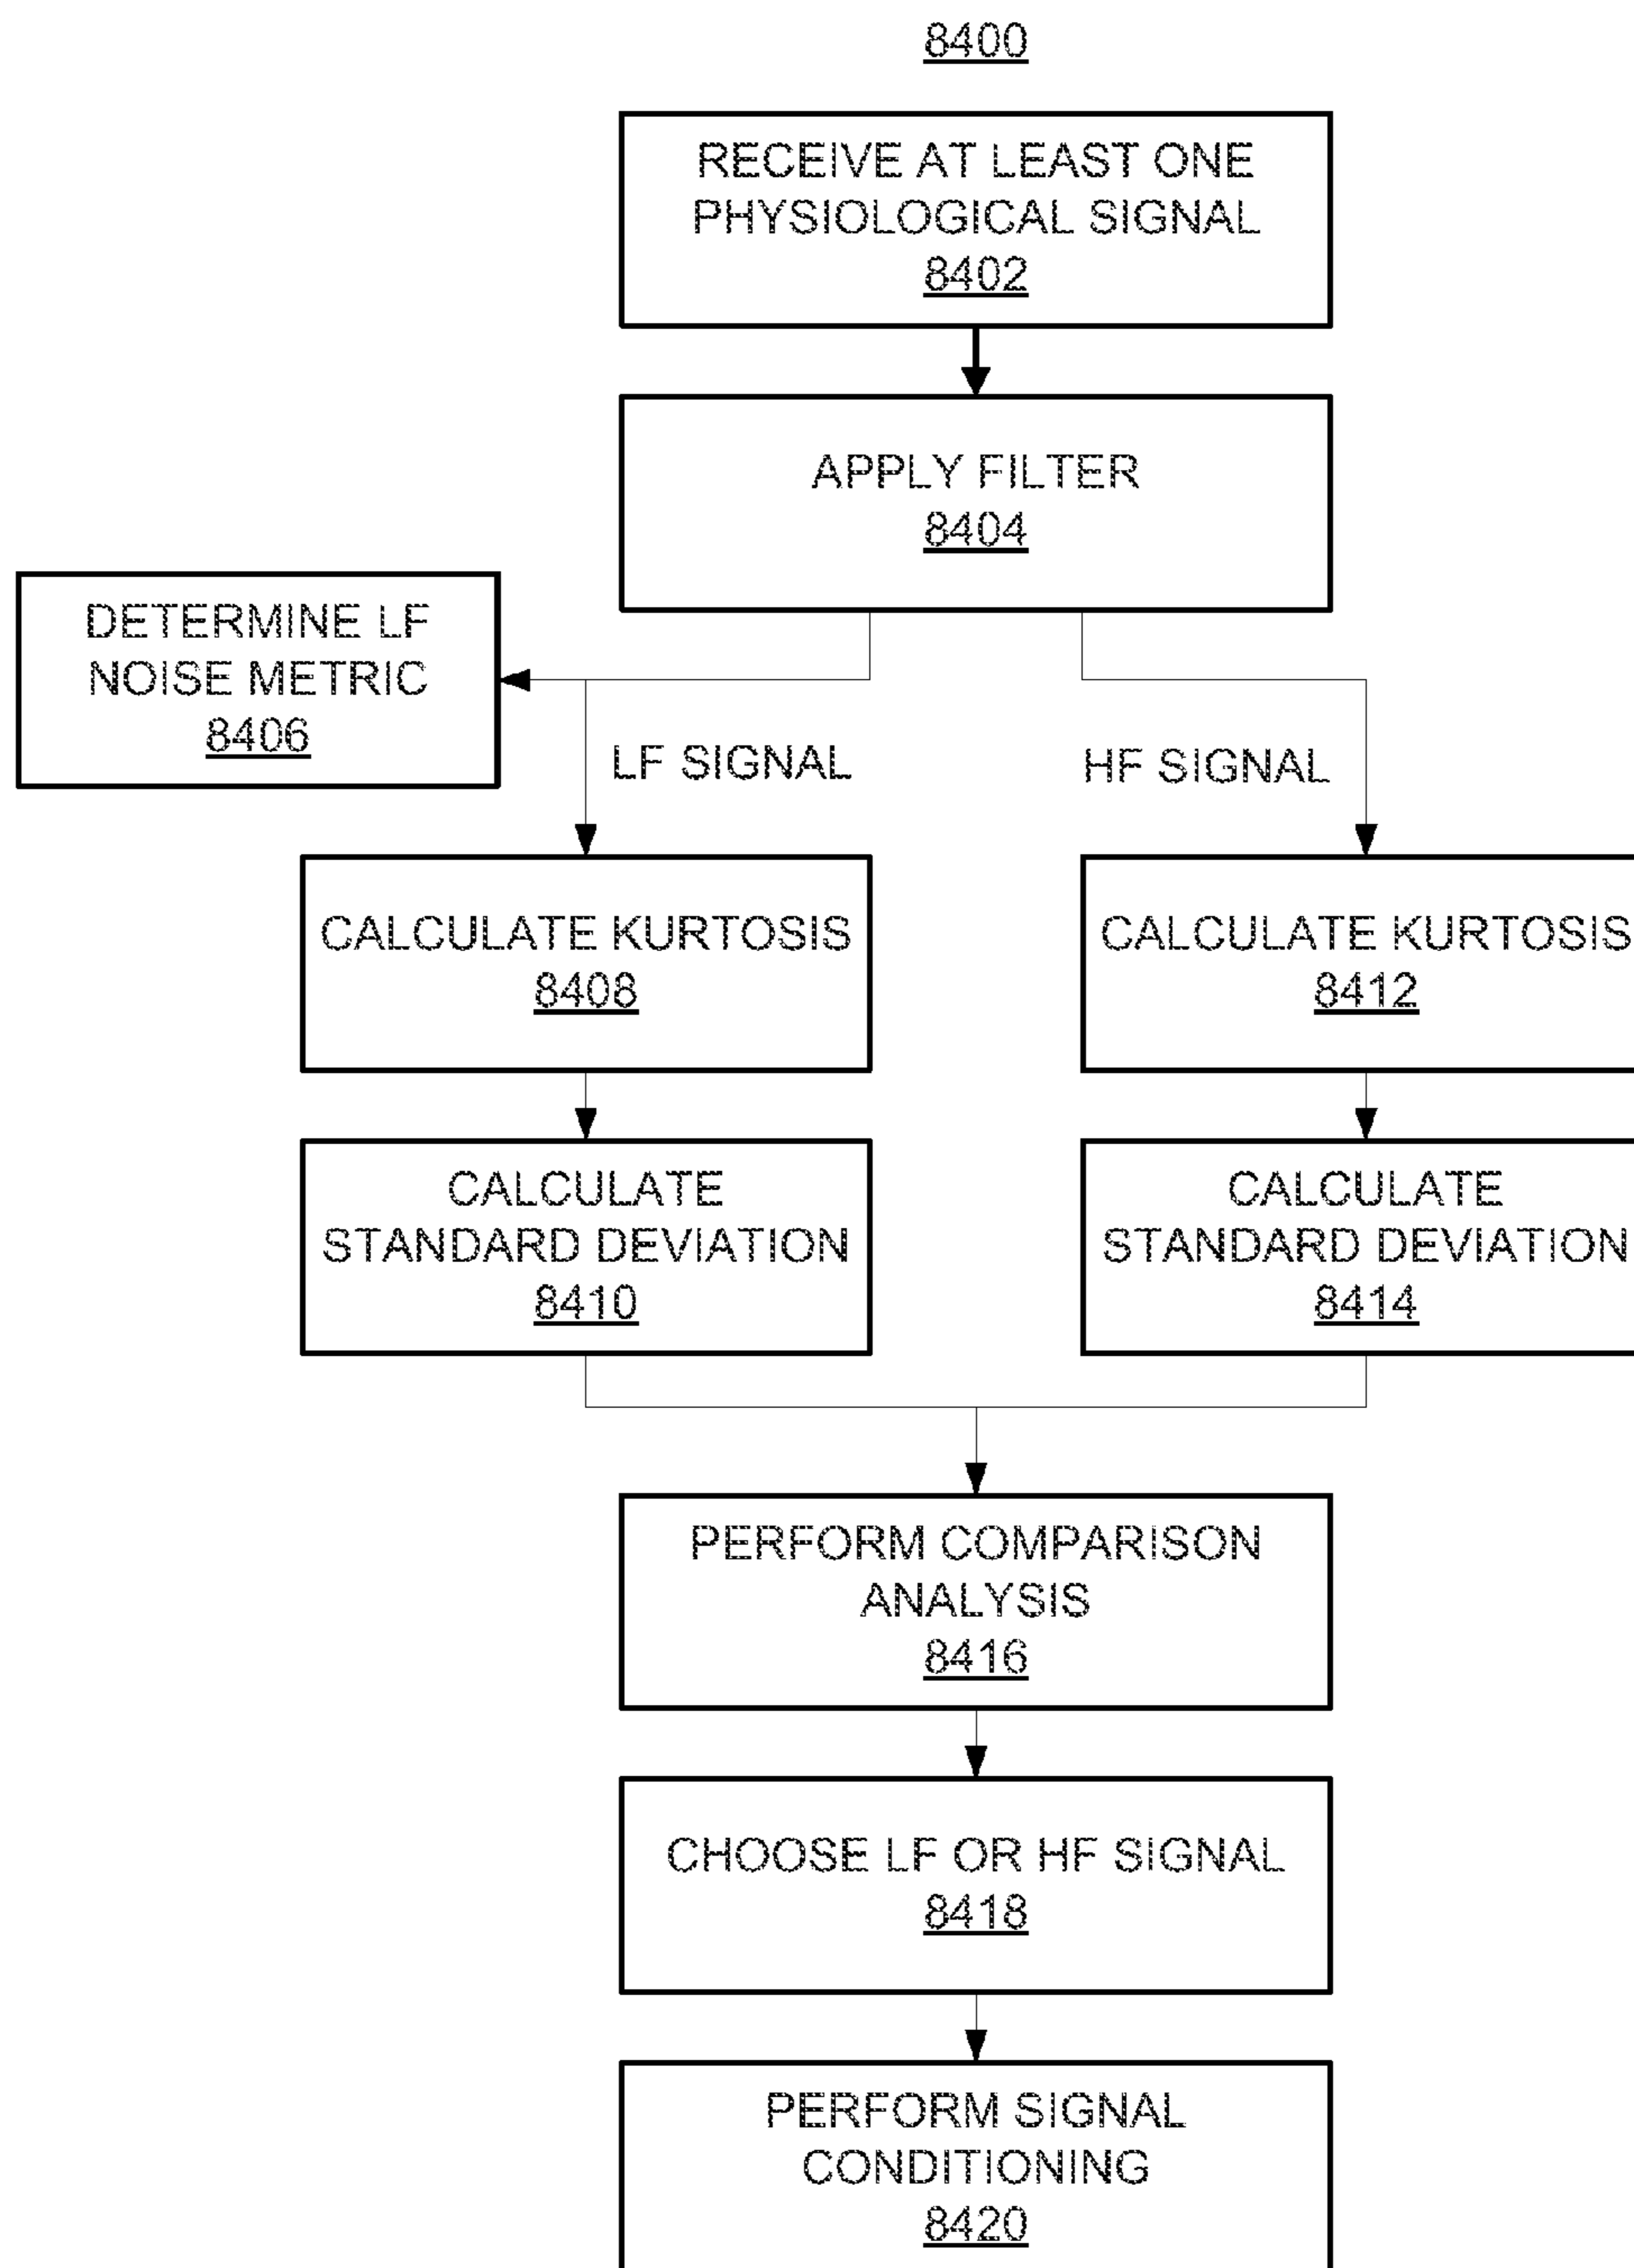 8400
RECEIVE AT LEAST ONE
PHYSIOLOGICAL SIGNAL
8402
APPLY FILTER
8404
DETERMINE LF
NOISE METRIC
8406
LF SIGNAL
HF SIGNAL
CALCULATE KURTOSIS
8408
CALCULATE KURTOSIS
8412
CALCULATE
STANDARD DEVIATION
8410
CALCULATE
STANDARD DEVIATION
8414
PERFORM COMPARISON
ANALYSIS
8416
CHOOSE LF OR HF SIGNAL
8418
PERFORM SIGNAL
CONDITIONING
8420